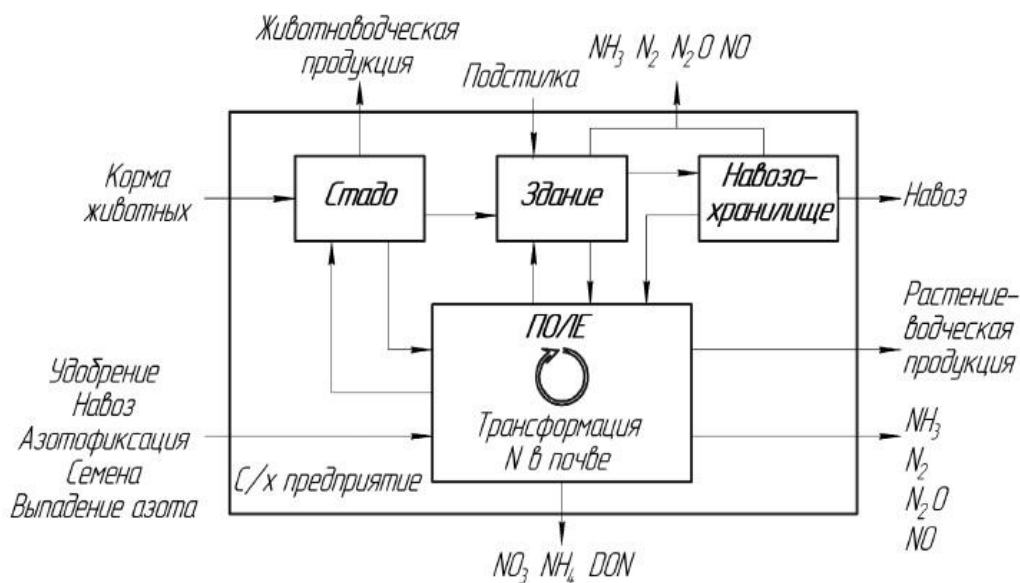 Животноводческая
продукция
NH₃ N₂ N₂O NO
Подстилка
Корма
животных
Стадо
Здание
Навозо-
хранилище
Навоз
ПОЛЕ
Трансформация
N в почве
Растение-
водческая
продукция
Удобрение
Навоз
Азотофиксация
Семена
Выпадение азота
С/х предприятие
NH₃
N₂
N₂O
NO
NO₃ NH₄ DON